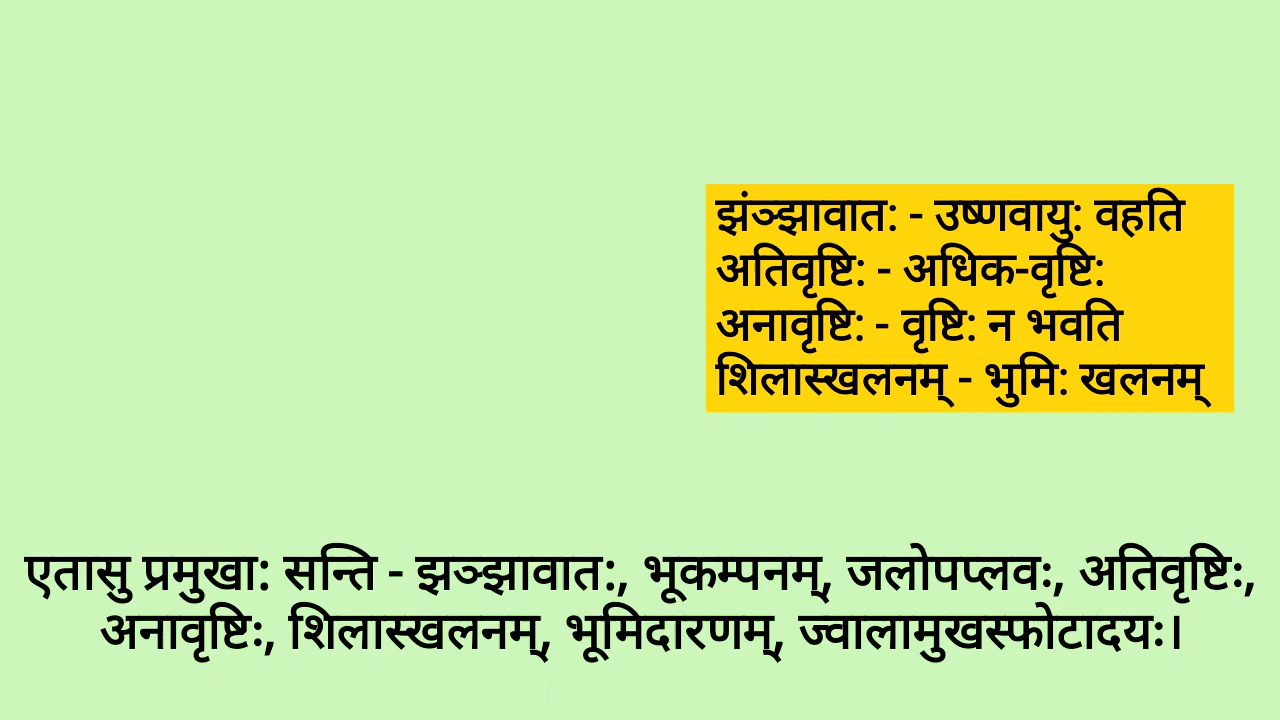 झंञ्झावात: - उष्णवायु: वहति
अतिवृष्टि: - अधिक-वृष्टि:
अनावृष्टि: - वृष्टि: न भवति
शिलास्खलनम् - भुमि: खलनम्
एतासु प्रमुखा: सन्ति - झञ्झावात:, भूकम्पनम्, जलोपप्लवः, अतिवृष्टिः,
अनावृष्टिः, शिलास्खलनम्, भूमिदारणम्, ज्वालामुखस्फोटादयः।